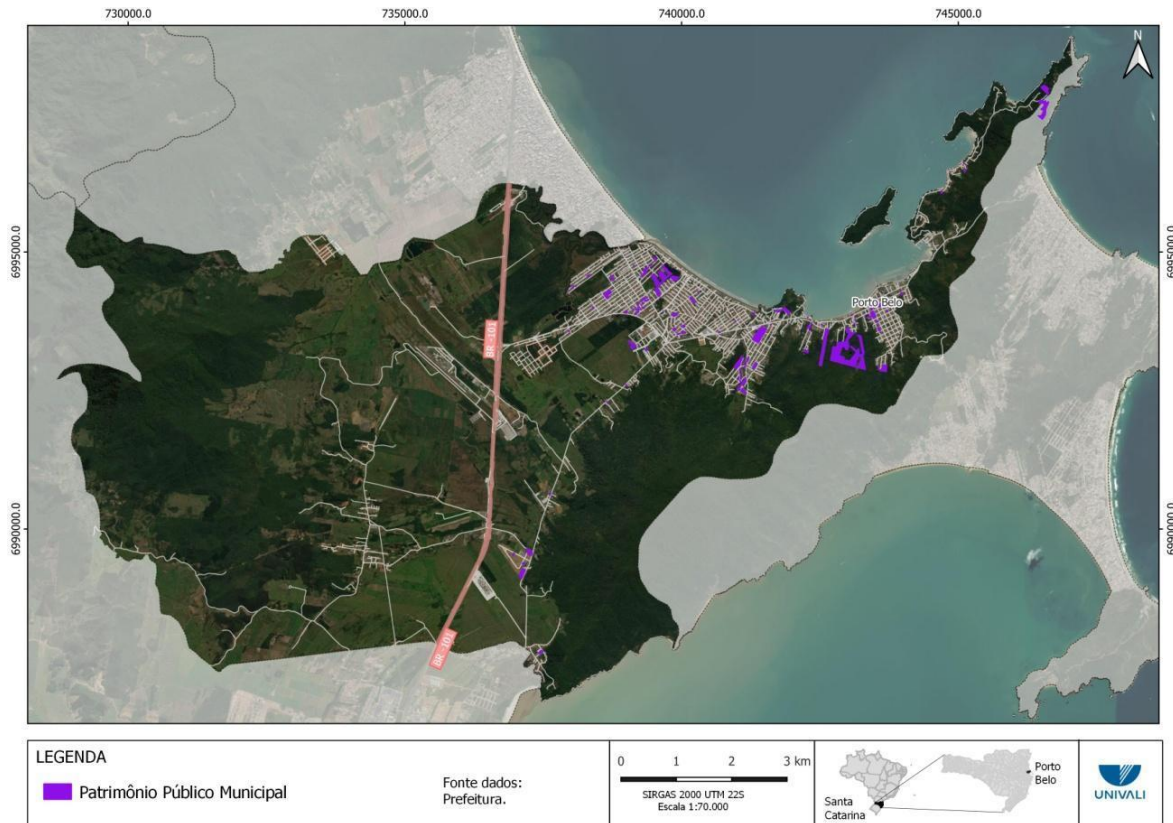 730000.0
735000.0
740000.0
745000.0
N
6995000.0
6995000.0
Porto Belo
BR -101
6990000.0
6990000.0
BR -101
LEGENDA
Patrimônio Público Municipal
Fonte dados:
Prefeitura.
0 1 2 3 km
SIRGAS 2000 UTM 22S
Escala 1:70.000
Santa
Catarina
Porto
Belo
UNIVALI